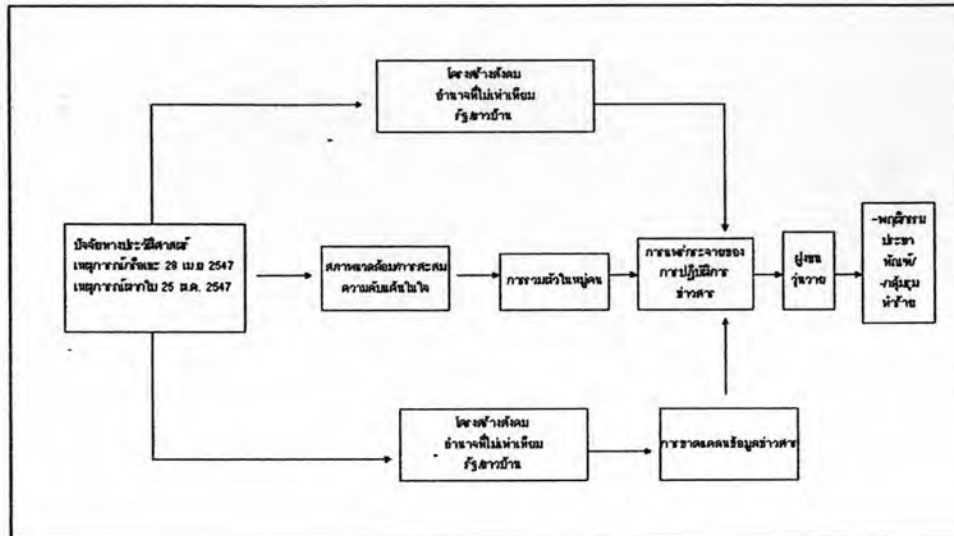 โครงสร้างสังคม
อำนาจที่ไม่เท่าเทียม
รัฐ/ชาวบ้าน
ปัจจัยทางประวัติศาสตร์
เหตุการณ์กรือเซะ 28 เม.ย 2547
เหตุการณ์ตากใบ 25 ต.ค. 2547
สภาพแวดล้อมการสะสม
ความคับแค้นในใจ
การรวมตัวในหมู่คน
การแพร่กระจายของ
การปฏิบัติการ
ข่าวสาร
ฝูงชน
วุ่นวาย
-พฤติกรรม
ประชา
ทัณฑ์/
-กลุ้มรุม
ทำร้าย
โครงสร้างสังคม
อำนาจที่ไม่เท่าเทียม
รัฐ/ชาวบ้าน
การขาดแคลนข้อมูลข่าวสาร